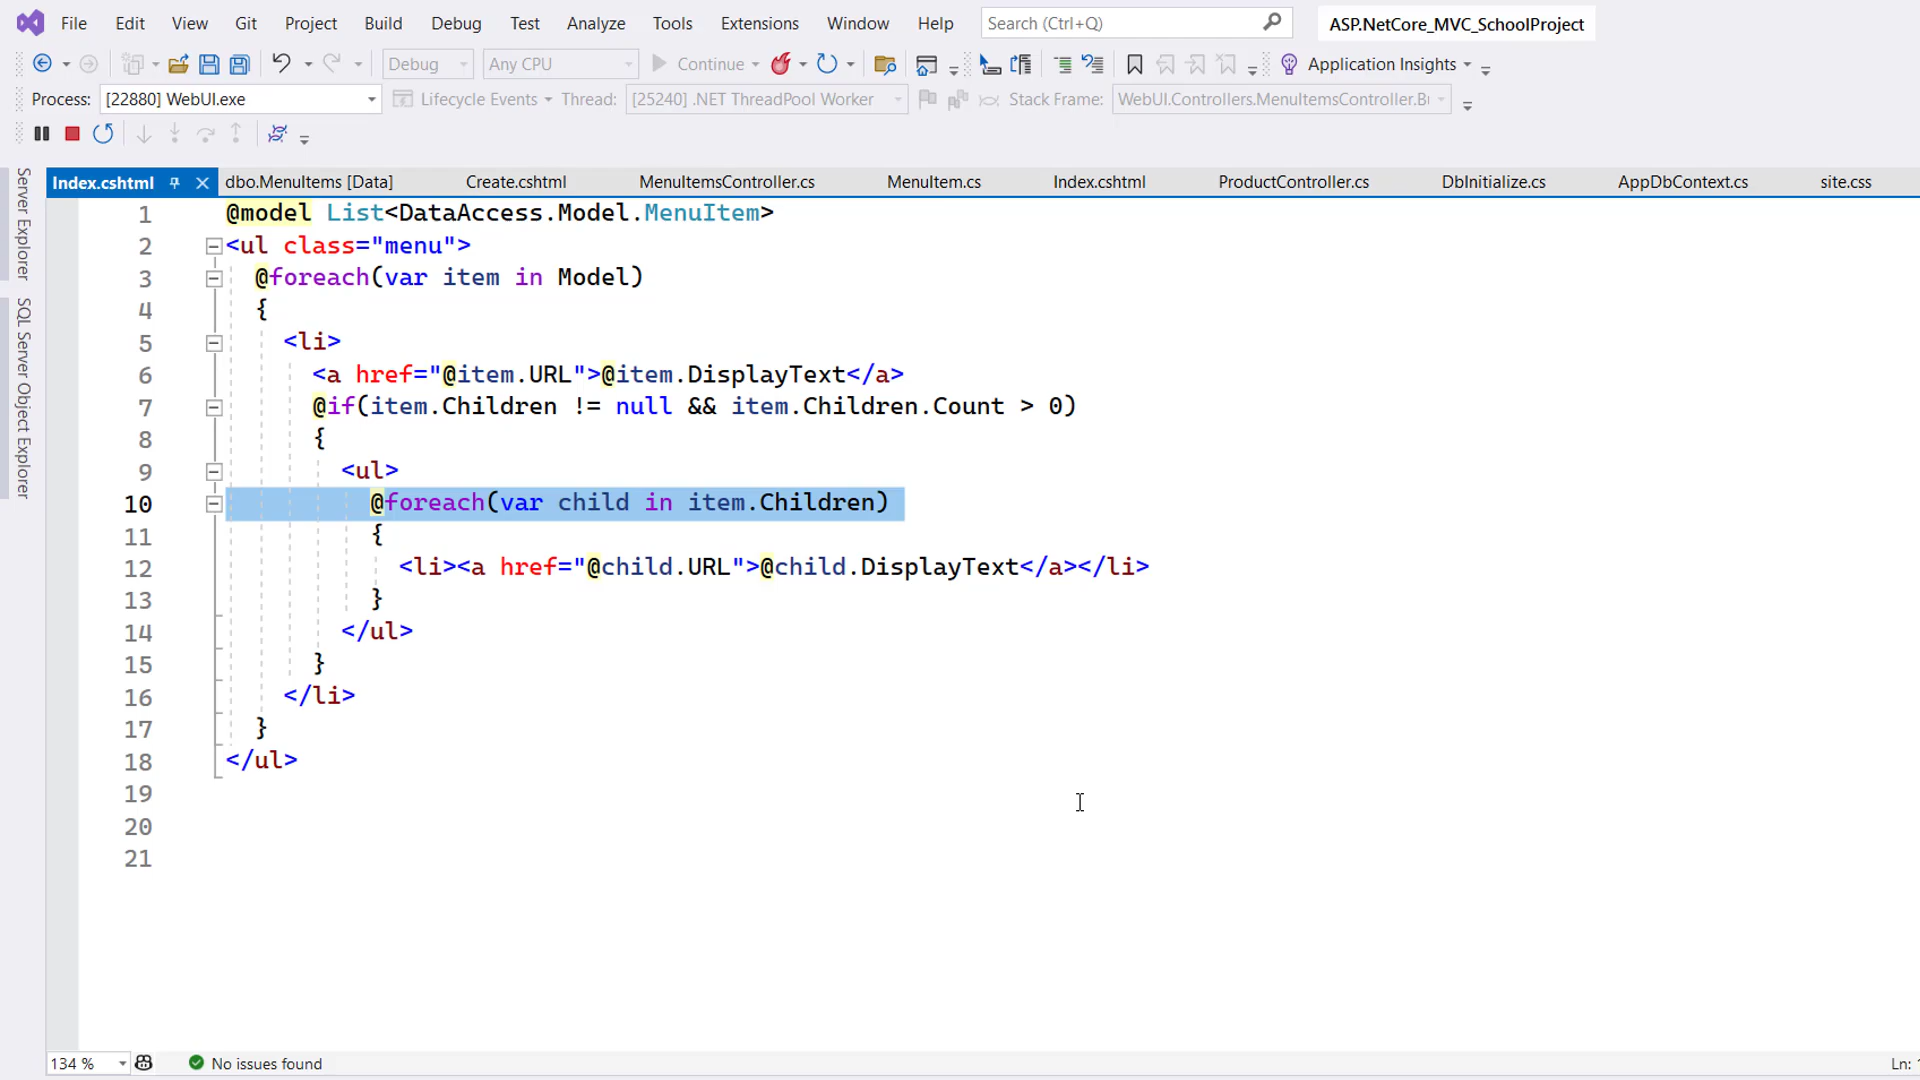 File Edit View Git Project Build Debug Test Analyze Tools Extensions Window Help Search (Ctrl+Q) ASP.NetCore_MVC_SchoolProject
Debug Any CPU Continue Application Insights
Process: [22880] WebUI.exe Lifecycle Events Thread: [25240] .NET ThreadPool Worker Stack Frame: WebUI.Controllers.MenuItemsController.B
Server Explorer
SQL Server Object Explorer
Index.cshtml dbo.MenuItems [Data] Create.cshtml MenuItemsController.cs MenuItem.cs Index.cshtml ProductController.cs DbInitialize.cs AppDbContext.cs site.css
1 @model List<DataAccess.Model.MenuItem>
2 <ul class="menu">
3 @foreach(var item in Model)
4 {
5 <li>
6 <a href="@item.URL">@item.DisplayText</a>
7 @if(item.Children != null && item.Children.Count > 0)
8 {
9 <ul>
10 @foreach(var child in item.Children)
11 {
12 <li><a href="@child.URL">@child.DisplayText</a></li>
13 }
14 </ul>
15 }
16 </li>
17 }
18 </ul>
19
20
21
134 % No issues found Ln: